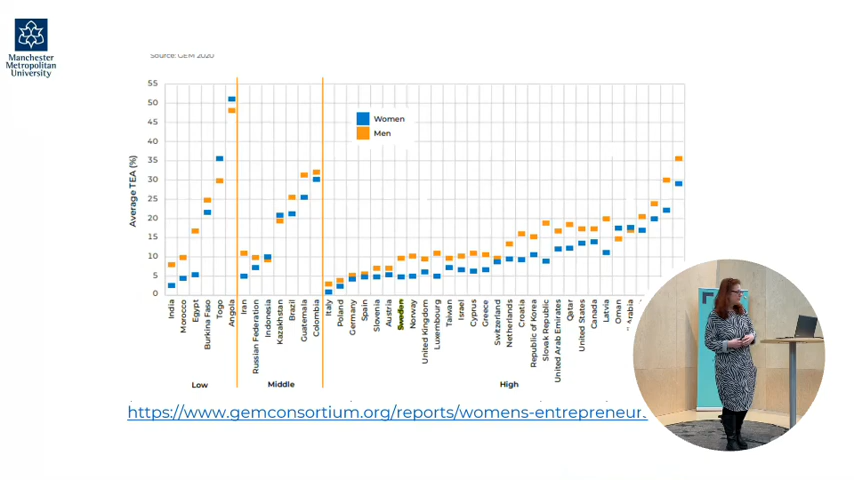 Manchester
Metropolitan
University
Source: GEM 2020
55
50
45
40
35
30
25
20
15
10
5
0
Average TEA (%)
Women
Men
India
Morocco
Egypt
Burkina Faso
Togo
Angola
Iran
Russian Federation
Indonesia
Kazakhstan
Brazil
Guatemala
Colombia
Italy
Poland
Germany
Spain
Slovenia
Austria
Sweden
Norway
United Kingdom
Luxembourg
Taiwan
Israel
Cyprus
Greece
Switzerland
Netherlands
Croatia
Republic of Korea
Slovak Republic
United Arab Emirates
Qatar
United States
Canada
Latvia
Oman
Arabia
Low
Middle
High
https://www.gemconsortium.org/reports/womens-entrepreneurs